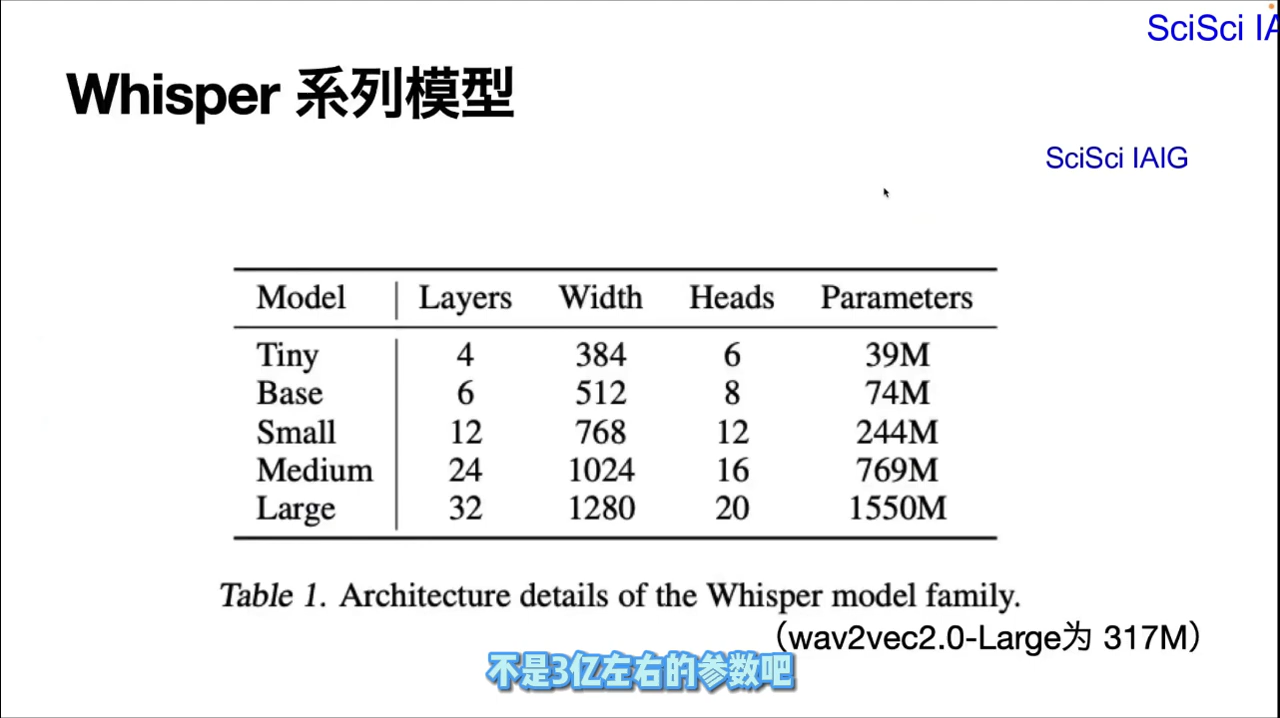 SciSci IA
Whisper 系列模型
SciSci IAIG
Model Layers Width Heads Parameters
Tiny 4 384 6 39M
Base 6 512 8 74M
Small 12 768 12 244M
Medium 24 1024 16 769M
Large 32 1280 20 1550M
Table 1. Architecture details of the Whisper model family.
（wav2vec2.0-Large为 317M）
不是3亿左右的参数吧